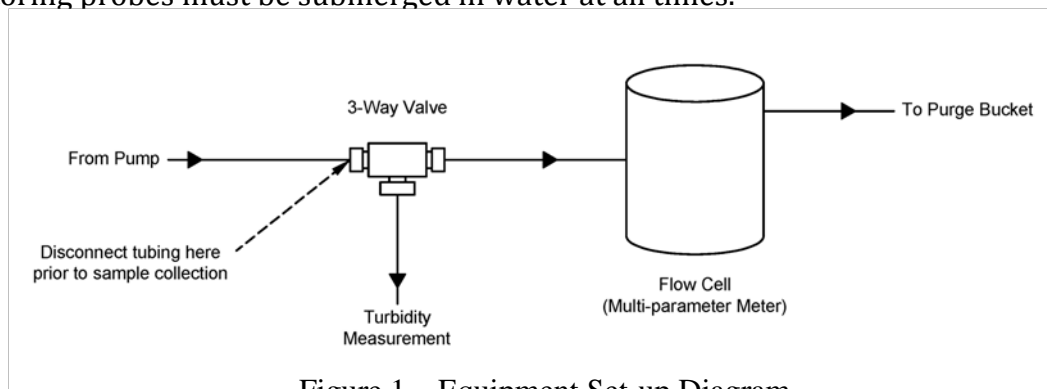 oring probes must be submerged in water at all times.
3-Way Valve
From Pump
To Purge Bucket
Disconnect tubing here
prior to sample collection
Flow Cell
(Multi-parameter Meter)
Turbidity
Measurement
Figure 1 Equipment Set-up Diagram